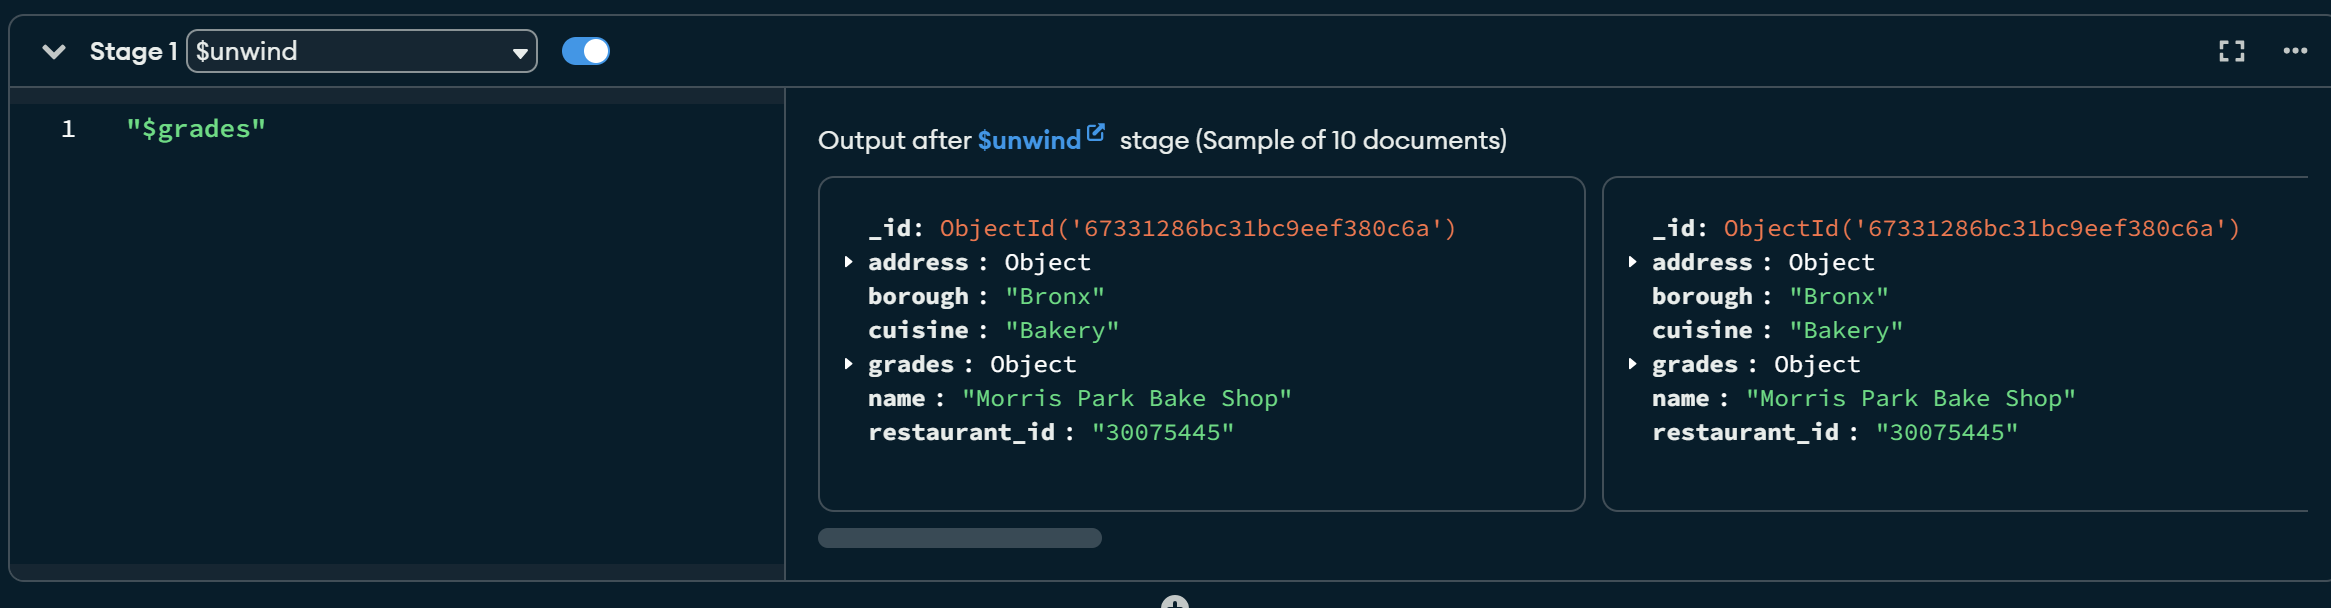 Stage 1 $unwind
1 "$grades"
Output after $unwind stage (Sample of 10 documents)
_id: ObjectId('67331286bc31bc9eef380c6a')
address : Object
borough : "Bronx"
cuisine : "Bakery"
grades : Object
name : "Morris Park Bake Shop"
restaurant_id : "30075445"
_id: ObjectId('67331286bc31bc9eef380c6a')
address : Object
borough : "Bronx"
cuisine : "Bakery"
grades : Object
name : "Morris Park Bake Shop"
restaurant_id : "30075445"